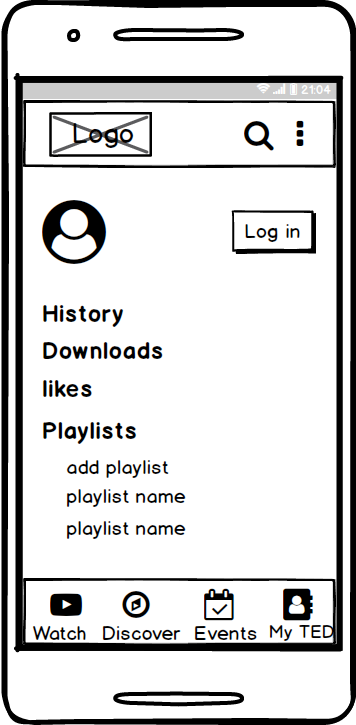 21:04
Logo
Log in
History
Downloads
likes
Playlists
add playlist
playlist name
playlist name
Watch Discover Events My TED